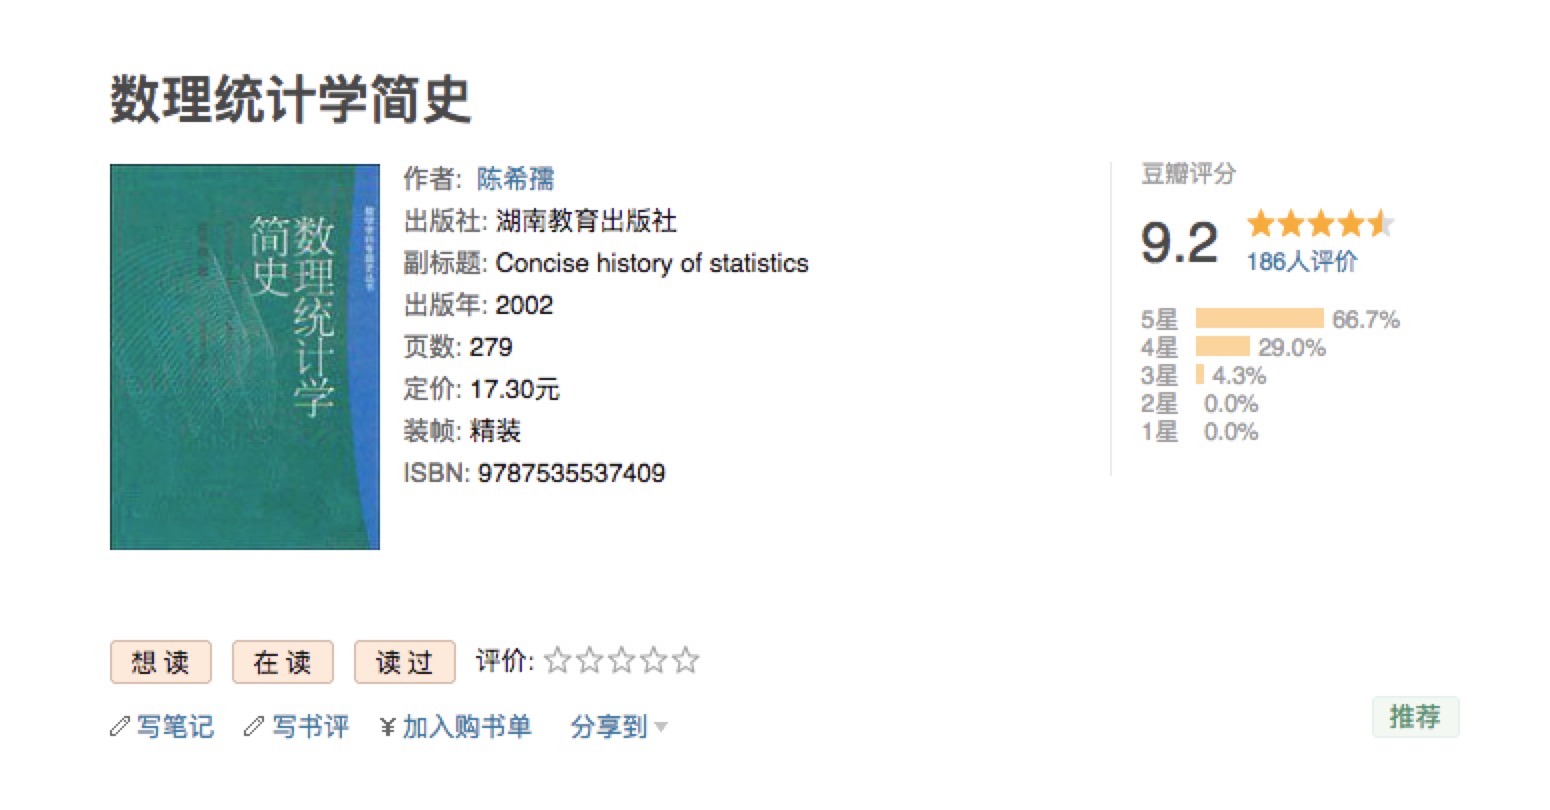 数理统计学简史
数理统计学
简史
作者: 陈希孺
出版社: 湖南教育出版社
副标题: Concise history of statistics
出版年: 2002
页数: 279
定价: 17.30元
装帧: 精装
ISBN: 9787535537409
豆瓣评分
9.2
186人评价
5星 66.7%
4星 29.0%
3星 4.3%
2星 0.0%
1星 0.0%
想读 在读 读过 评价:
写笔记 写书评 ¥加入购书单 分享到
推荐